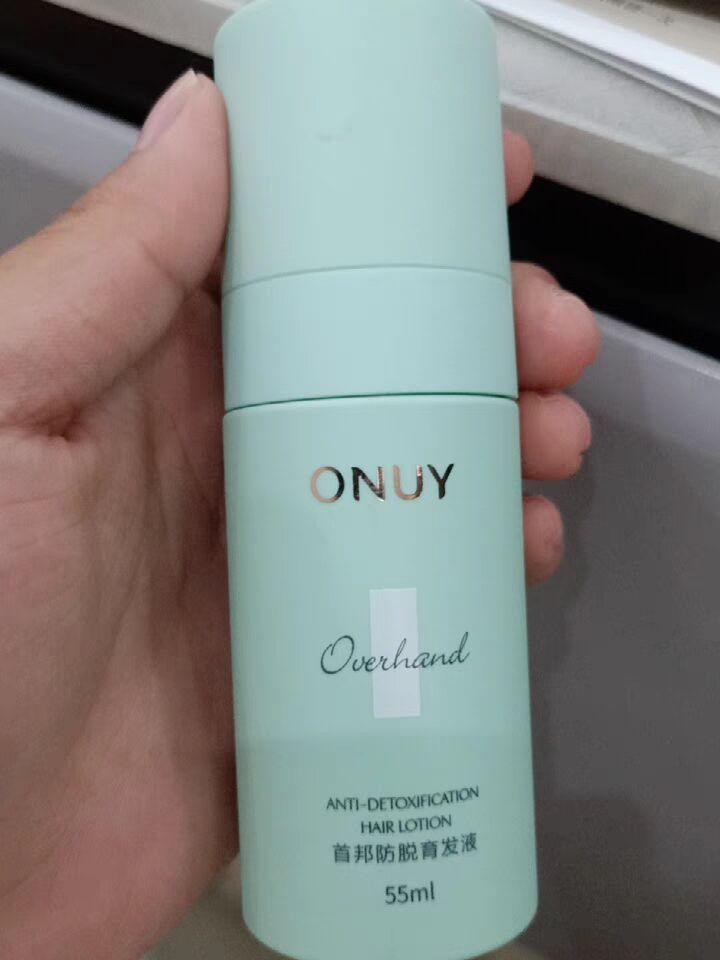 ONUY
Overhand
ANTI-DETOXIFICATION
HAIR LOTION
首邦防脱育发液
55ml